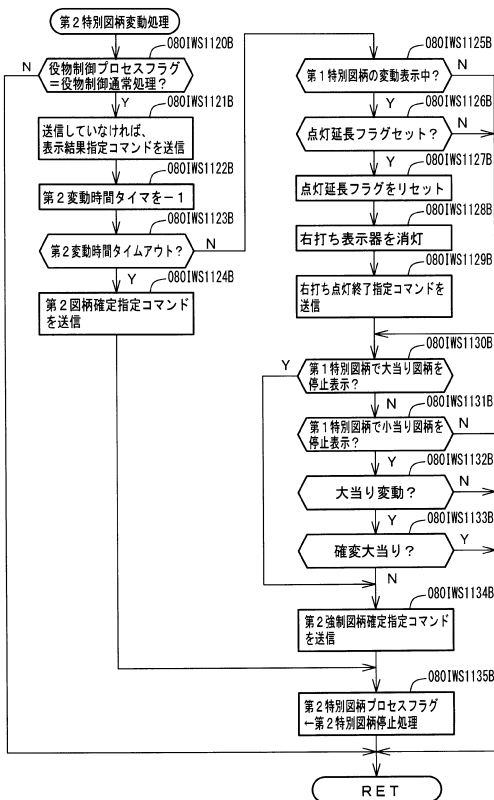 第2特別図柄変動処理
080IWS1120B
N
役物制御プロセスフラグ
＝役物制御通常処理？
Y
080IWS1121B
送信していなければ、
表示結果指定コマンドを送信
080IWS1122B
第2変動時間タイマを－1
080IWS1123B
第2変動時間タイムアウト？
N
Y
080IWS1124B
第2図柄確定指定コマンド
を送信
080IWS1125B
第1特別図柄の変動表示中？
N
Y
080IWS1126B
点灯延長フラグセット？
N
Y
080IWS1127B
点灯延長フラグをリセット
080IWS1128B
右打ち表示器を消灯
080IWS1129B
右打ち点灯終了指定コマンドを
送信
080IWS1130B
Y
第1特別図柄で大当り図柄を
停止表示？
N
080IWS1131B
第1特別図柄で小当り図柄を
停止表示？
N
Y
080IWS1132B
大当り変動？
N
Y
080IWS1133B
確変大当り？
Y
N
080IWS1134B
第2強制図柄確定指定コマンド
を送信
080IWS1135B
第2特別図柄プロセスフラグ
←第2特別図柄停止処理
RET